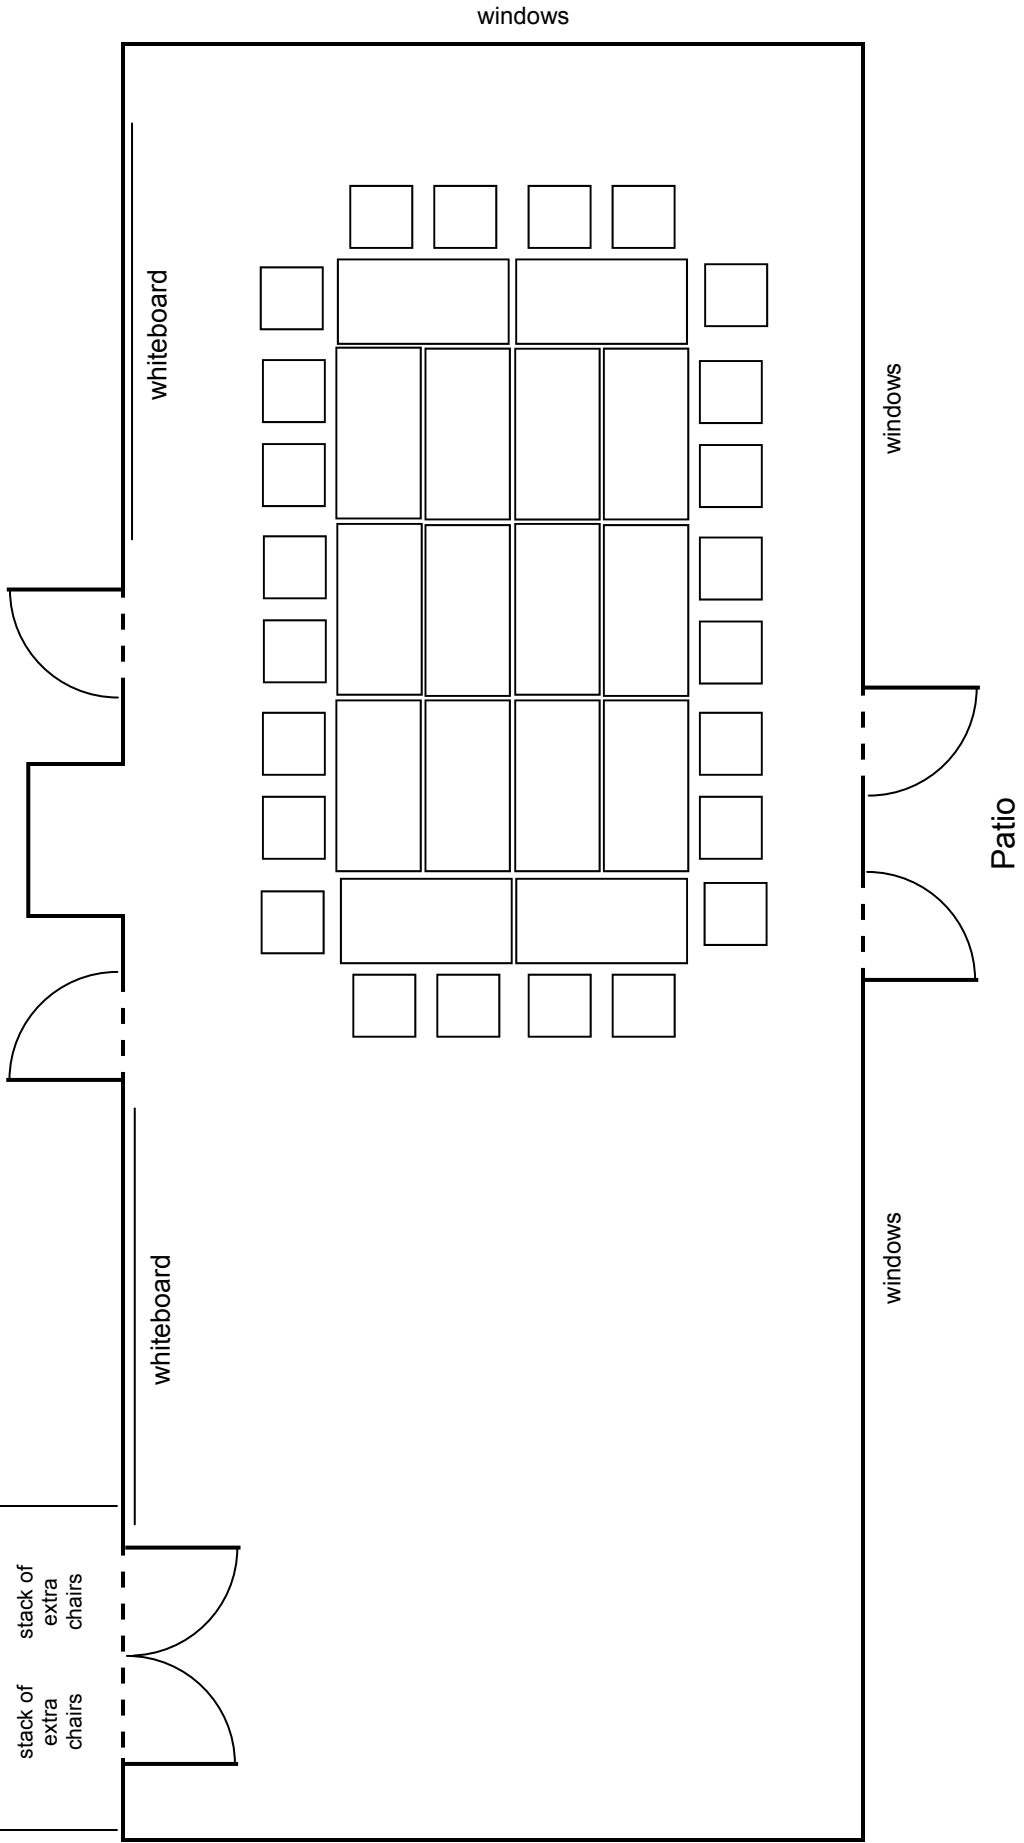 windows
whiteboard
windows
Patio
whiteboard
windows
stack of
extra
chairs
stack of
extra
chairs